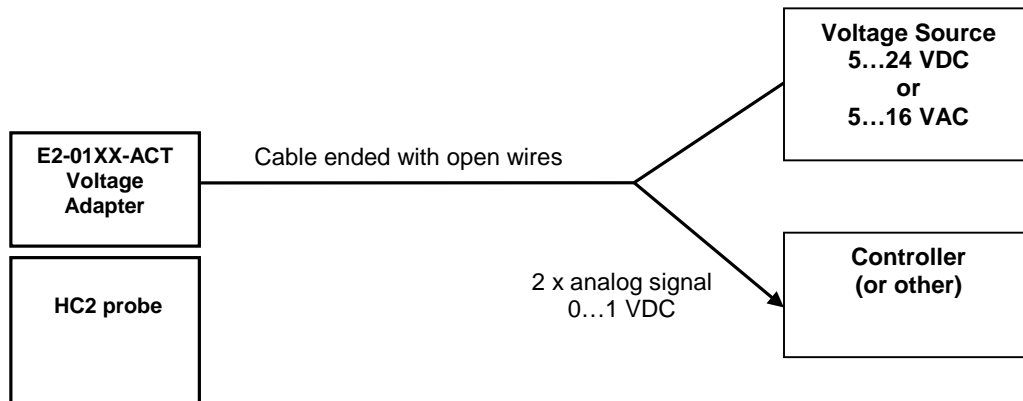 Voltage Source
5…24 VDC
or
5…16 VAC
E2-01XX-ACT
Voltage
Adapter
Cable ended with open wires
HC2 probe
2 x analog signal
0…1 VDC
Controller
(or other)